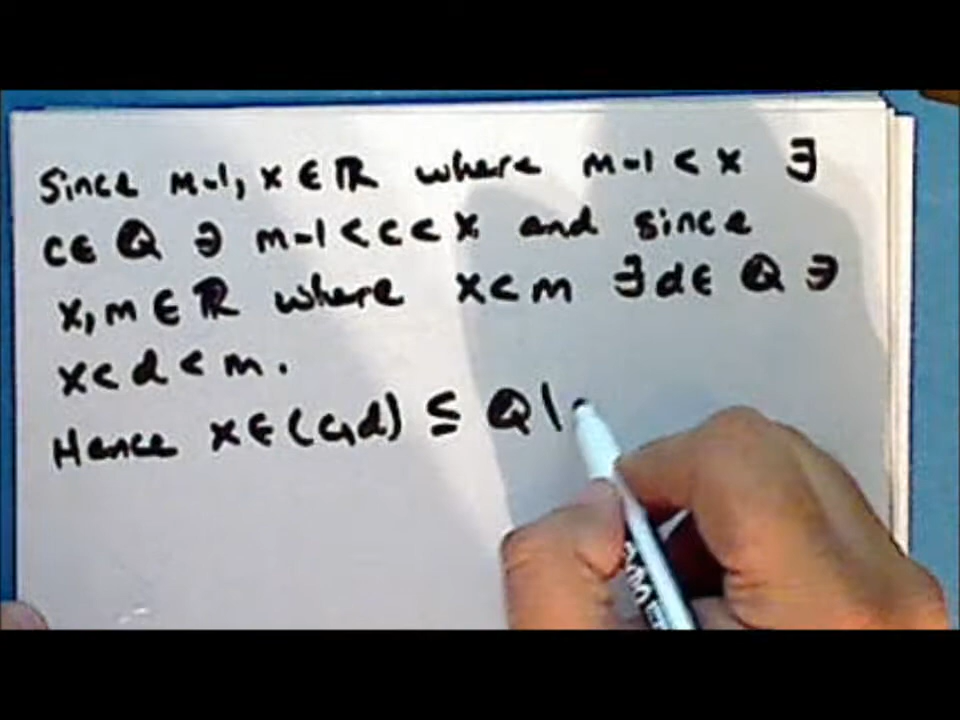 Since m-1, x ∈ ℝ where m-1 < x ∃
c ∈ ℚ ∋ m-1 < c < x and since
x, m ∈ ℝ where x < m ∃ d ∈ ℚ ∋
x < d < m.
Hence x ∈ (c,d) ⊆ ℚ \